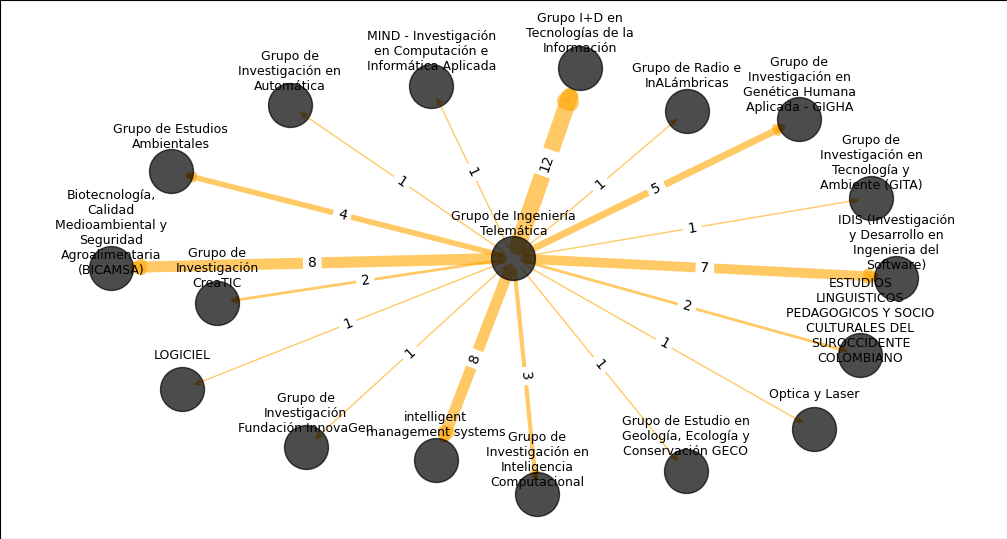 Grupo I+D en
Tecnologías de la
Información
MIND - Investigación
en Computación e
Informática Aplicada
Grupo de
Investigación en
Automática
Grupo de Radio e
InALámbricas
Grupo de
Investigación en
Genética Humana
Aplicada - GIGHA
Grupo de Estudios
Ambientales
Grupo de
Investigación en
Tecnología y
Ambiente (GITA)
Biotecnología,
Calidad
Medioambiental y
Seguridad
Agroalimentaria
(BICAMSA)
Grupo de Ingeniería
Telemática
IDIS (Investigación
y Desarrollo en
Ingenieria del
Software)
Grupo de
Investigación
CreaTIC
ESTUDIOS
LINGUISTICOS
PEDAGOGICOS Y SOCIO
CULTURALES DEL
SUROCCIDENTE
COLOMBIANO
LOGICIEL
Optica y Laser
Grupo de
Investigación
Fundación InnovaGen
intelligent
management systems
Grupo de
Investigación en
Inteligencia
Computacional
Grupo de Estudio en
Geología, Ecología y
Conservación GECO
1
1
12
1
5
4
1
8
2
7
2
1
1
8
3
1
1